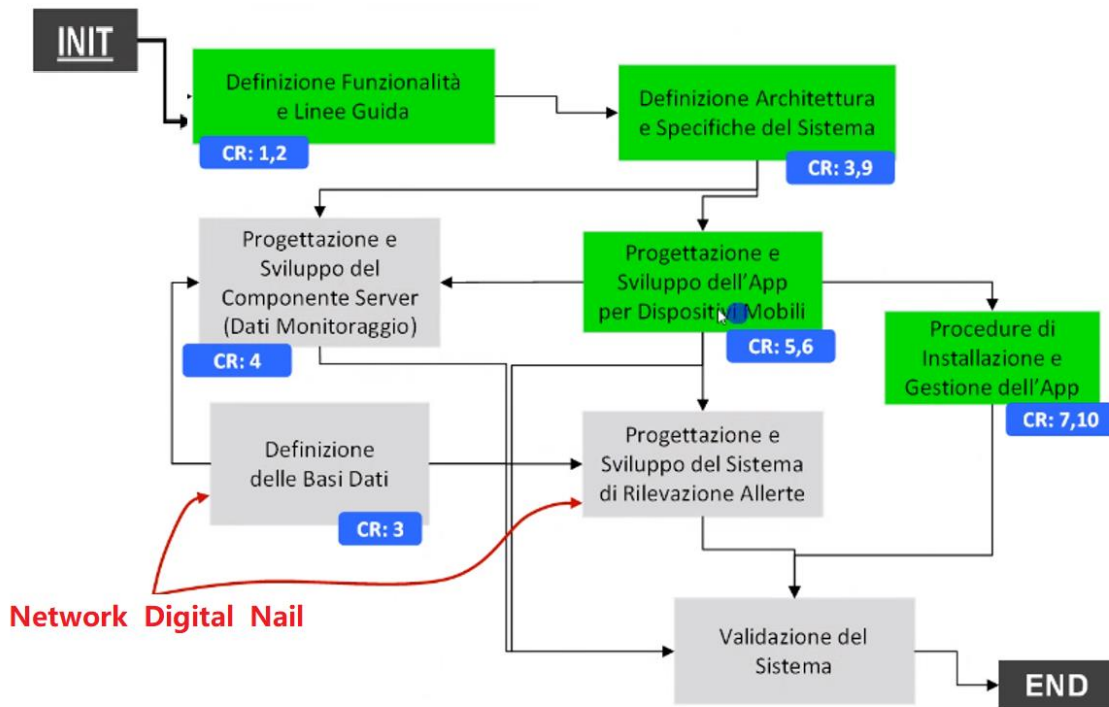 INIT
Definizione Funzionalità
e Linee Guida
CR: 1,2
Definizione Architettura
e Specifiche del Sistema
CR: 3,9
Progettazione e
Sviluppo del
Componente Server
(Dati Monitoraggio)
CR: 4
Progettazione e
Sviluppo dell'App
per Dispositivi Mobili
CR: 5,6
Procedure di
Installazione e
Gestione dell'App
CR: 7,10
Definizione
delle Basi Dati
CR: 3
Progettazione e
Sviluppo del Sistema
di Rilevazione Allerte
Network Digital Nail
Validazione del
Sistema
END